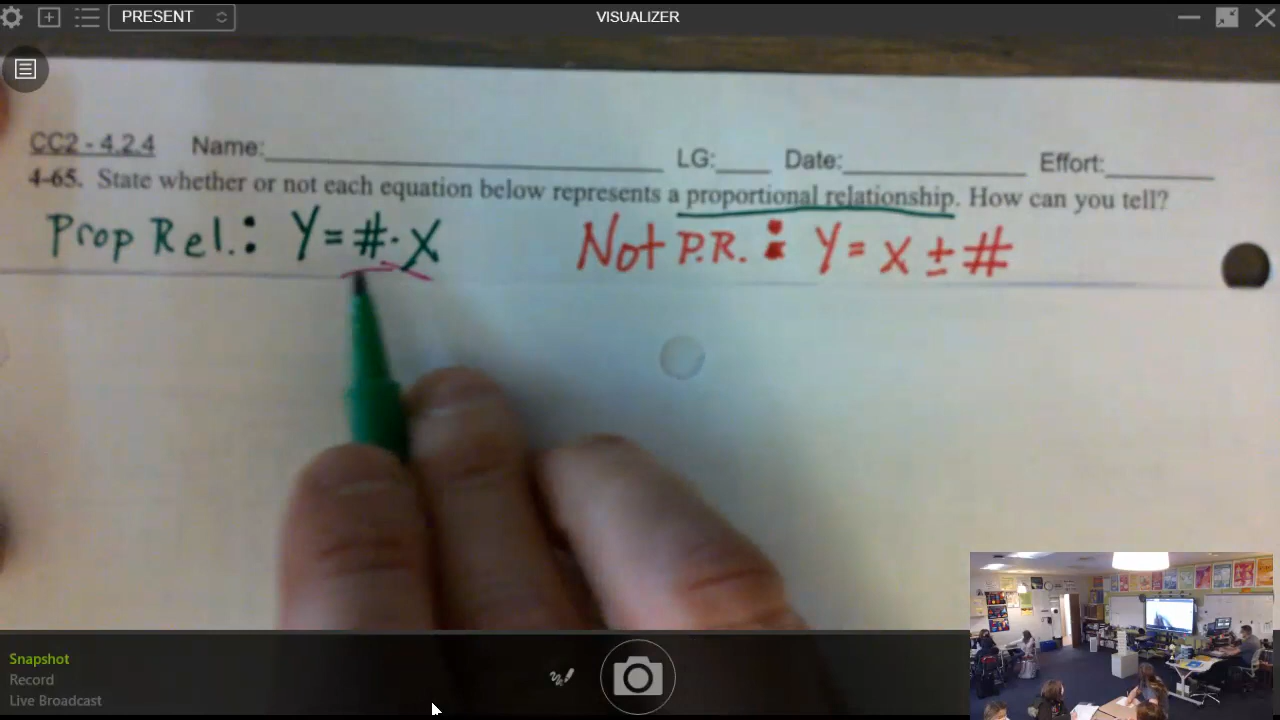 PRESENT
VISUALIZER
CC2 - 4.2.4 Name: LG: Date: Effort:
4-65. State whether or not each equation below represents a proportional relationship. How can you tell?
Prop Rel.: Y = # · X
Not P.R.: Y = X ± #
Snapshot
Record
Live Broadcast